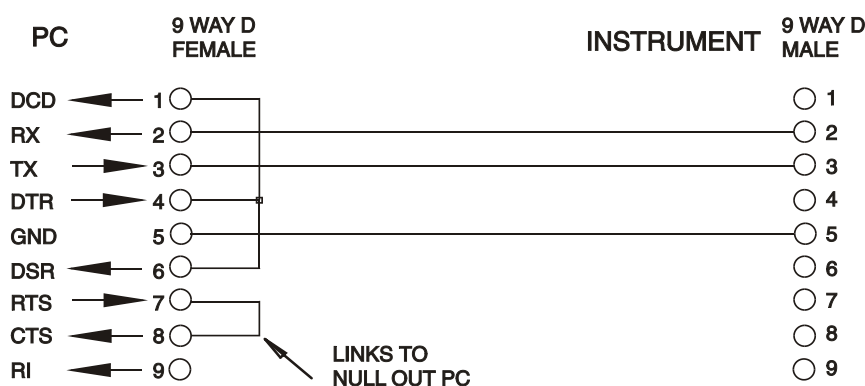 PC
9 WAY D
FEMALE
INSTRUMENT
9 WAY D
MALE
DCD 1 1
RX 2 2
TX 3 3
DTR 4 4
GND 5 5
DSR 6 6
RTS 7 7
CTS 8 8
RI 9 9
LINKS TO
NULL OUT PC